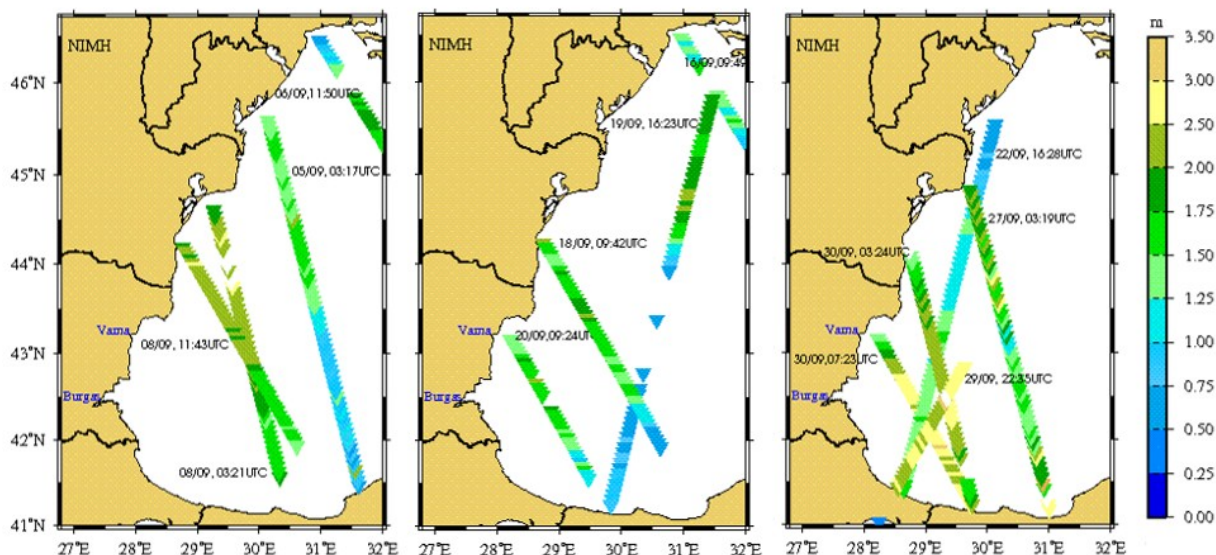 NIMH
06/09,11:50UTC
05/09, 03:17UTC
08/09, 11:43UTC
08/09, 03:21UTC
Varna
Burgas
46°N
45°N
44°N
43°N
42°N
41°N
27°E 28°E 29°E 30°E 31°E 32°E
NIMH
16/09,09:49
19/09, 16:23UTC
18/09, 09:42UTC
20/09,09:24UTC
Varna
Burgas
27°E 28°E 29°E 30°E 31°E 32°E
NIMH
22/09, 16:28UTC
27/09, 03:19UTC
30/09, 03:24UTC
30/09,07:23UTC
29/09, 22:35UTC
Varna
Burgas
27°E 28°E 29°E 30°E 31°E 32°E
m
3.50
3.00
2.50
2.00
1.75
1.50
1.25
1.00
0.75
0.50
0.25
0.00